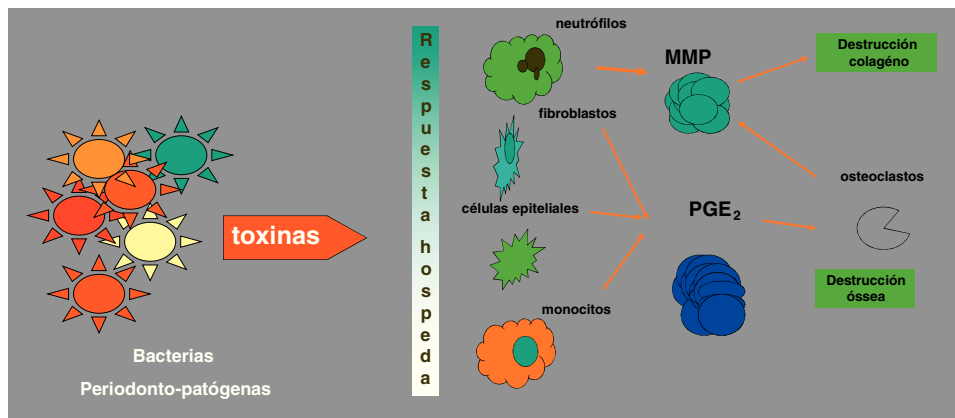 Bacterias
Periodonto-patógenas
toxinas
Respuesta hospeda
neutrófilos
fibroblastos
células epiteliales
monocitos
MMP
PGE₂
Destrucción
colagéno
osteoclastos
Destrucción
óssea